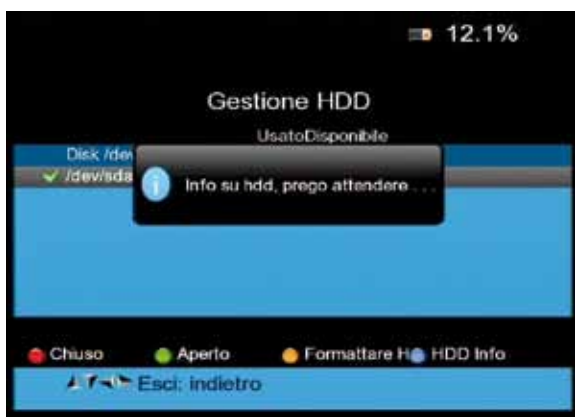 12.1%
Gestione HDD
UsatoDisponibile
Disk /dev
/dev/sda
Info su hdd, prego attendere . . .
Chiuso Aperto Formattare H HDD Info
Esci: indietro